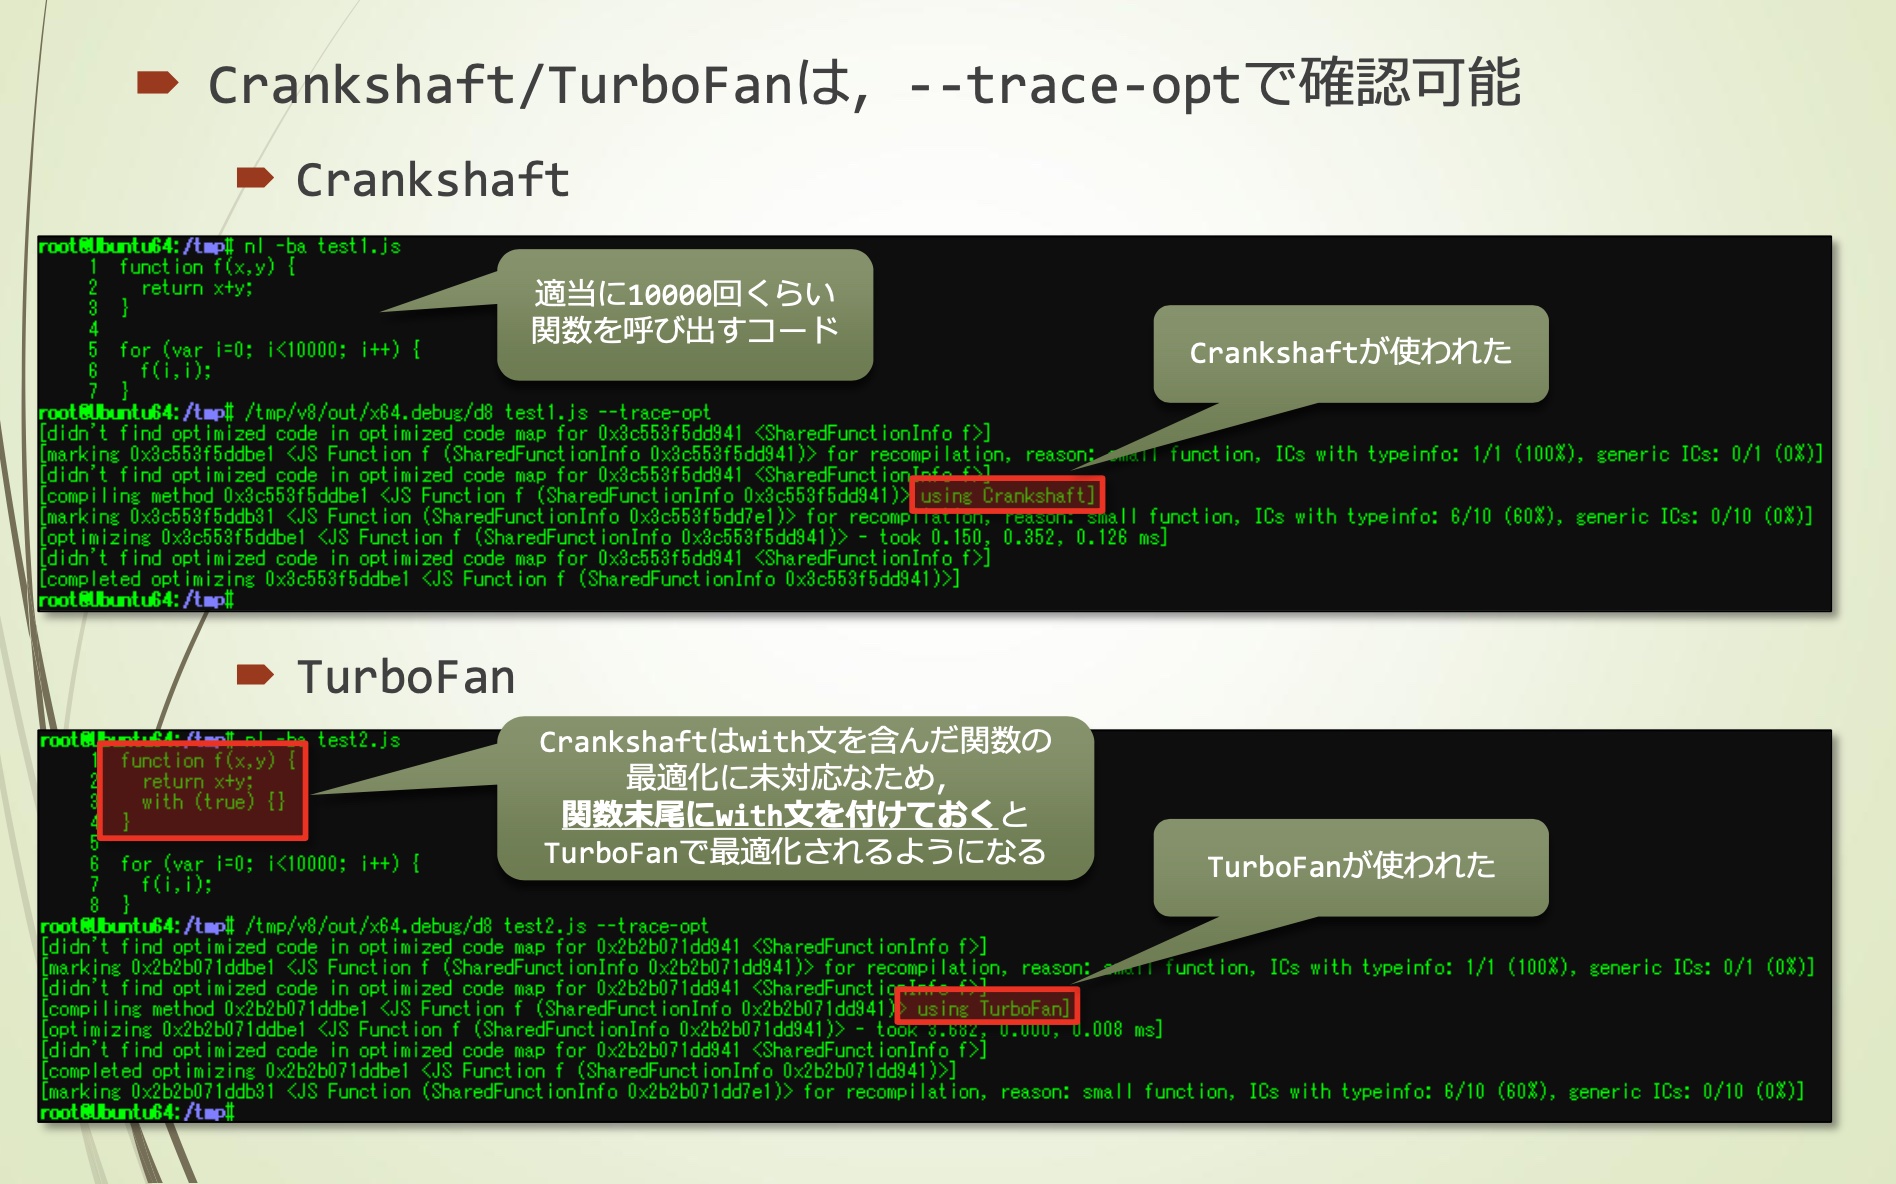 Crankshaft/TurboFanは, --trace-optで確認可能
Crankshaft
root@Ubuntu64:/tmp# nl -ba test1.js
1 function f(x,y) {
2 return x+y;
3 }
4
5 for (var i=0; i<10000; i++) {
6 f(i,i);
7 }
適当に10000回くらい
関数を呼び出すコード
Crankshaftが使われた
root@Ubuntu64:/tmp# /tmp/v8/out/x64.debug/d8 test1.js --trace-opt
[didn't find optimized code in optimized code map for 0x3c553f5dd941 <SharedFunctionInfo f>]
[marking 0x3c553f5ddbe1 <JS Function f (SharedFunctionInfo 0x3c553f5dd941)> for recompilation, reason: small function, ICs with typeinfo: 1/1 (100%), generic ICs: 0/1 (0%)]
[didn't find optimized code in optimized code map for 0x3c553f5dd941 <SharedFunctionInfo f>]
[compiling method 0x3c553f5ddbe1 <JS Function f (SharedFunctionInfo 0x3c553f5dd941)> using Crankshaft]
[marking 0x3c553f5ddb31 <JS Function (SharedFunctionInfo 0x3c553f5dd7e1)> for recompilation, reason: small function, ICs with typeinfo: 6/10 (60%), generic ICs: 0/10 (0%)]
[optimizing 0x3c553f5ddbe1 <JS Function f (SharedFunctionInfo 0x3c553f5dd941)> - took 0.150, 0.352, 0.126 ms]
[didn't find optimized code in optimized code map for 0x3c553f5dd941 <SharedFunctionInfo f>]
[completed optimizing 0x3c553f5ddbe1 <JS Function f (SharedFunctionInfo 0x3c553f5dd941)>]
root@Ubuntu64:/tmp#
TurboFan
root@Ubuntu64:/tmp# nl -ba test2.js
1 function f(x,y) {
2 return x+y;
3 with (true) {}
4 }
5
6 for (var i=0; i<10000; i++) {
7 f(i,i);
8 }
Crankshaftはwith文を含んだ関数の
最適化に未対応なため,
関数末尾にwith文を付けておくと
TurboFanで最適化されるようになる
TurboFanが使われた
root@Ubuntu64:/tmp# /tmp/v8/out/x64.debug/d8 test2.js --trace-opt
[didn't find optimized code in optimized code map for 0x2b2b071dd941 <SharedFunctionInfo f>]
[marking 0x2b2b071ddbe1 <JS Function f (SharedFunctionInfo 0x2b2b071dd941)> for recompilation, reason: small function, ICs with typeinfo: 1/1 (100%), generic ICs: 0/1 (0%)]
[didn't find optimized code in optimized code map for 0x2b2b071dd941 <SharedFunctionInfo f>]
[compiling method 0x2b2b071ddbe1 <JS Function f (SharedFunctionInfo 0x2b2b071dd941)> using TurboFan]
[optimizing 0x2b2b071ddbe1 <JS Function f (SharedFunctionInfo 0x2b2b071dd941)> - took 3.682, 0.000, 0.008 ms]
[didn't find optimized code in optimized code map for 0x2b2b071dd941 <SharedFunctionInfo f>]
[completed optimizing 0x2b2b071ddbe1 <JS Function f (SharedFunctionInfo 0x2b2b071dd941)>]
[marking 0x2b2b071ddb31 <JS Function (SharedFunctionInfo 0x2b2b071dd7e1)> for recompilation, reason: small function, ICs with typeinfo: 6/10 (60%), generic ICs: 0/10 (0%)]
root@Ubuntu64:/tmp#